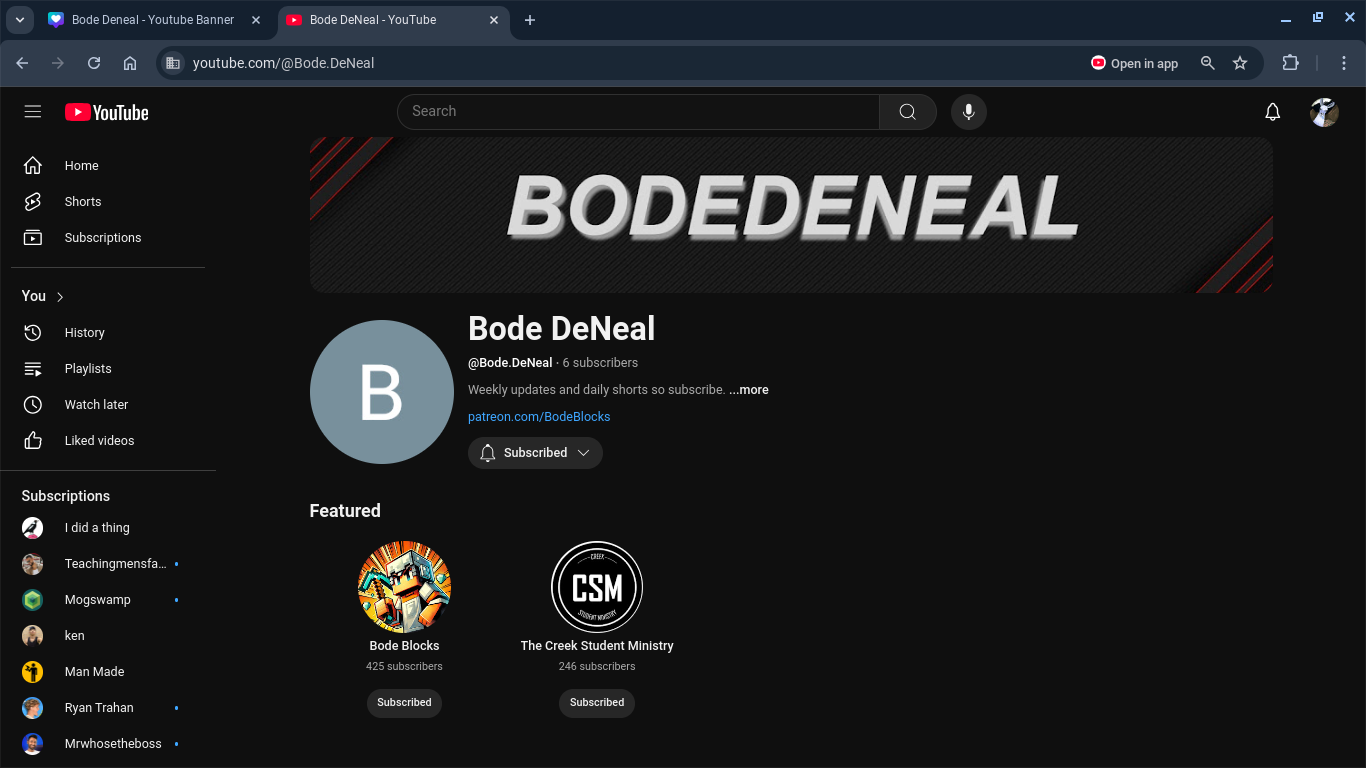 Bode Deneal - Youtube Banner
Bode DeNeal - YouTube
youtube.com/@Bode.DeNeal
Open in app
YouTube
Search
Home
Shorts
Subscriptions
You
History
Playlists
Watch later
Liked videos
Subscriptions
I did a thing
Teachingmensfa...
Mogswamp
ken
Man Made
Ryan Trahan
Mrwhosetheboss
BODEDENEAL
B
Bode DeNeal
@Bode.DeNeal · 6 subscribers
Weekly updates and daily shorts so subscribe. ...more
patreon.com/BodeBlocks
Subscribed
Featured
CREEK
CSM
STUDENT MINISTRY
Bode Blocks
The Creek Student Ministry
425 subscribers
246 subscribers
Subscribed
Subscribed